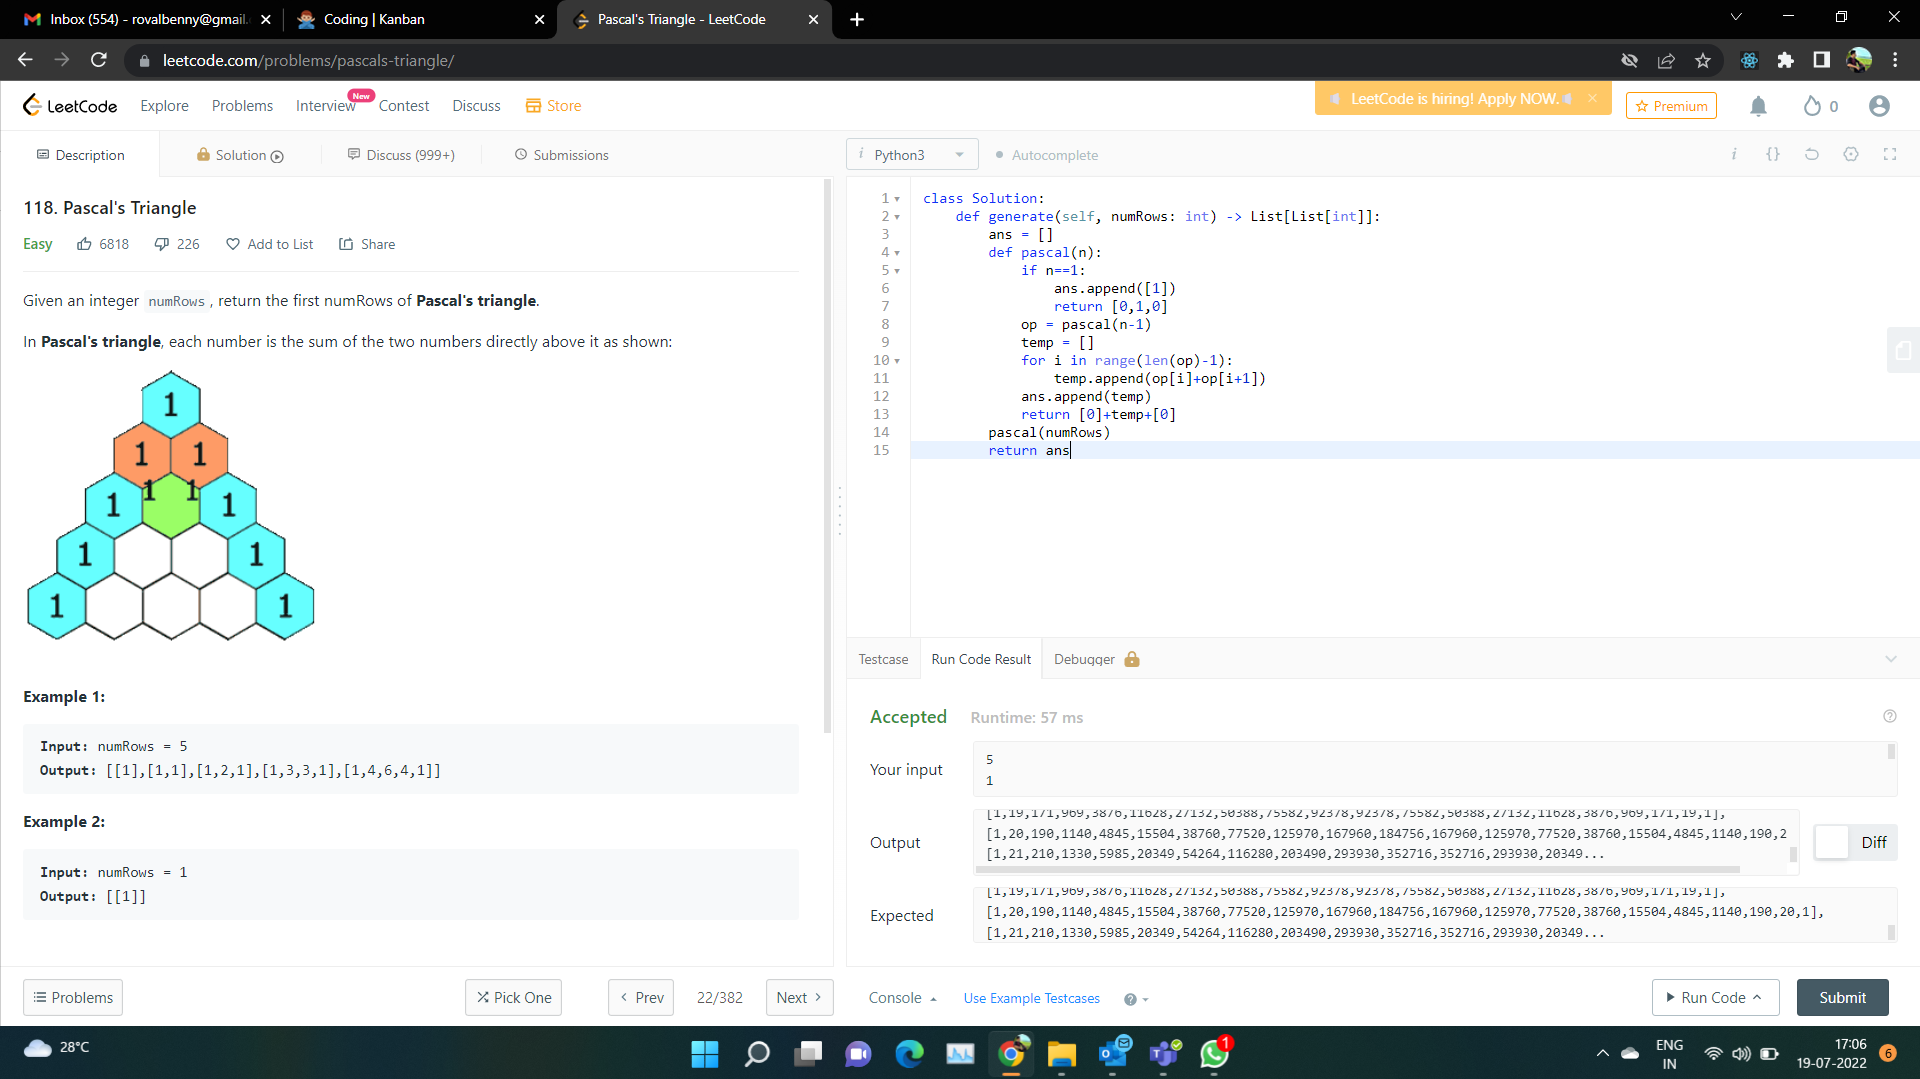 Inbox (554) - rovalbenny@gmail.
Coding | Kanban
Pascal's Triangle - LeetCode
leetcode.com/problems/pascals-triangle/
LeetCode
Explore
Problems
Interview
New
Contest
Discuss
Store
LeetCode is hiring! Apply NOW.
Premium
0
Description
Solution
Discuss (999+)
Submissions
i Python3
Autocomplete
i {}
118. Pascal's Triangle
Easy 6818 226 Add to List Share
Given an integer numRows, return the first numRows of Pascal's triangle.
In Pascal's triangle, each number is the sum of the two numbers directly above it as shown:
1
1 1
1 1 1 1
1 1
1 1
Example 1:
Input: numRows = 5
Output: [[1],[1,1],[1,2,1],[1,3,3,1],[1,4,6,4,1]]
Example 2:
Input: numRows = 1
Output: [[1]]
Problems
Pick One
Prev
22/382
Next
1 class Solution:
2     def generate(self, numRows: int) -> List[List[int]]:
3         ans = []
4         def pascal(n):
5             if n==1:
6                 ans.append([1])
7                 return [0,1,0]
8             op = pascal(n-1)
9             temp = []
10             for i in range(len(op)-1):
11                 temp.append(op[i]+op[i+1])
12             ans.append(temp)
13             return [0]+temp+[0]
14         pascal(numRows)
15         return ans
Testcase
Run Code Result
Debugger
Accepted
Runtime: 57 ms
Your input
5
1
Output
[1,19,171,969,3876,11628,27132,50388,75582,92378,92378,75582,50388,27132,11628,3876,969,171,19,1],
[1,20,190,1140,4845,15504,38760,77520,125970,167960,184756,167960,125970,77520,38760,15504,4845,1140,190,2
[1,21,210,1330,5985,20349,54264,116280,203490,293930,352716,352716,293930,20349...
Diff
Expected
[1,19,171,969,3876,11628,27132,50388,75582,92378,92378,75582,50388,27132,11628,3876,969,171,19,1],
[1,20,190,1140,4845,15504,38760,77520,125970,167960,184756,167960,125970,77520,38760,15504,4845,1140,190,20,1],
[1,21,210,1330,5985,20349,54264,116280,203490,293930,352716,352716,293930,20349...
Console
Use Example Testcases
Run Code
Submit
28°C
1
ENG
IN
17:06
19-07-2022
6